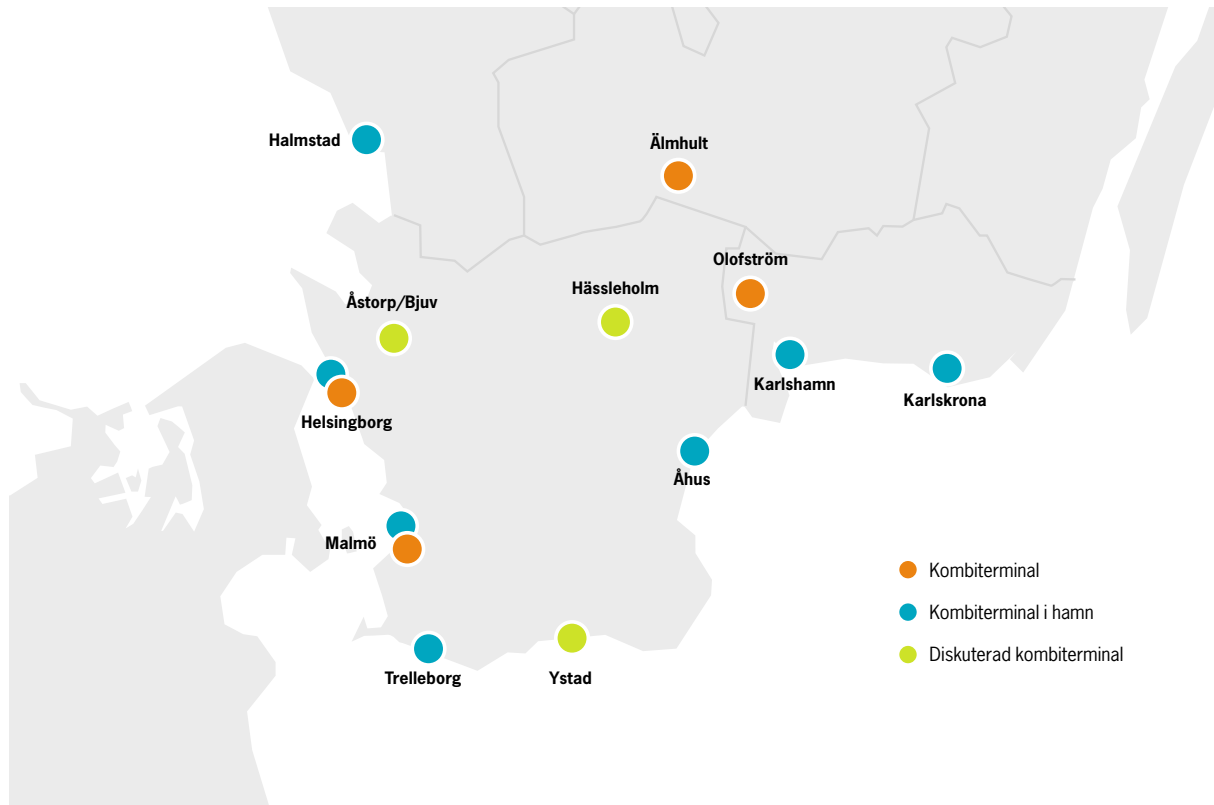 Halmstad
Älmhult
Olofström
Hässleholm
Åstorp/Bjuv
Karlshamn
Karlskrona
Helsingborg
Åhus
Malmö
Kombiterminal
Kombiterminal i hamn
Diskuterad kombiterminal
Trelleborg
Ystad